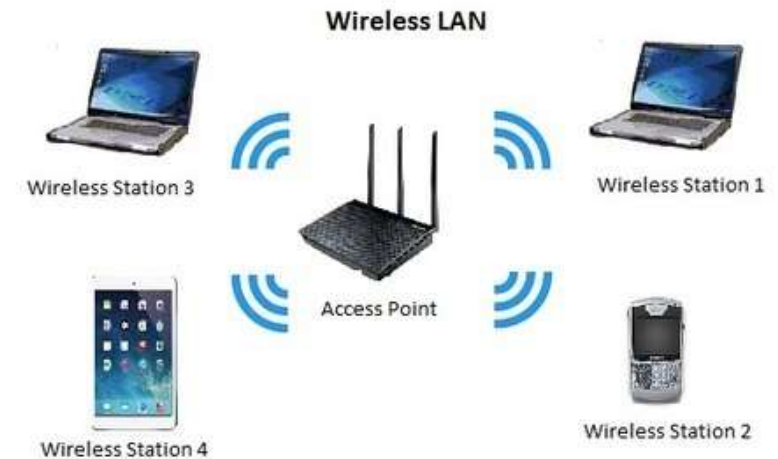 Wireless LAN
Wireless Station 3
Wireless Station 1
Access Point
Wireless Station 4
Wireless Station 2